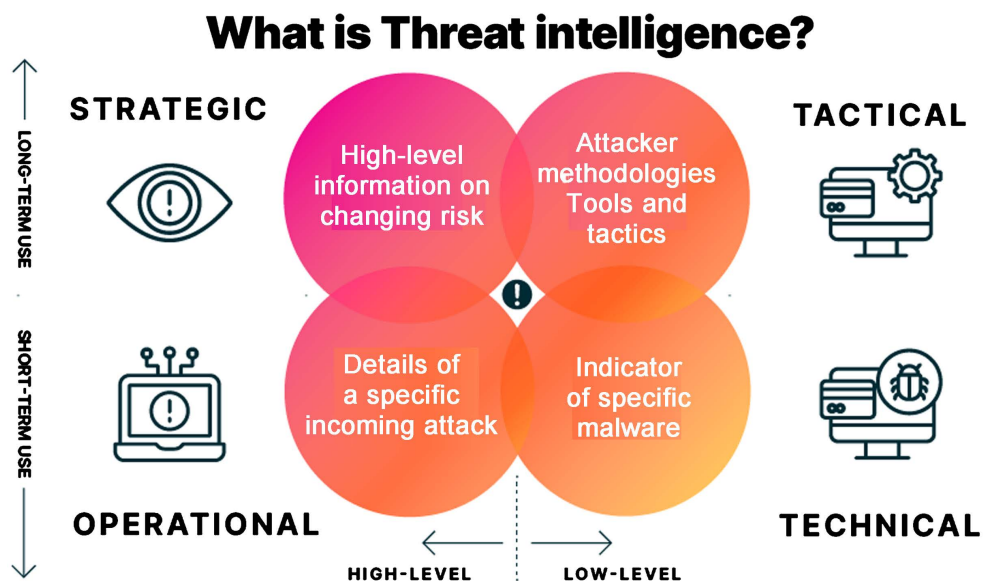 What is Threat intelligence?
STRATEGIC
TACTICAL
LONG-TERM USE
High-level
information on
changing risk
Attacker
methodologies
Tools and
tactics
!
!
SHORT-TERM USE
!
Details of
a specific
incoming attack
Indicator
of specific
malware
OPERATIONAL
TECHNICAL
HIGH-LEVEL
LOW-LEVEL